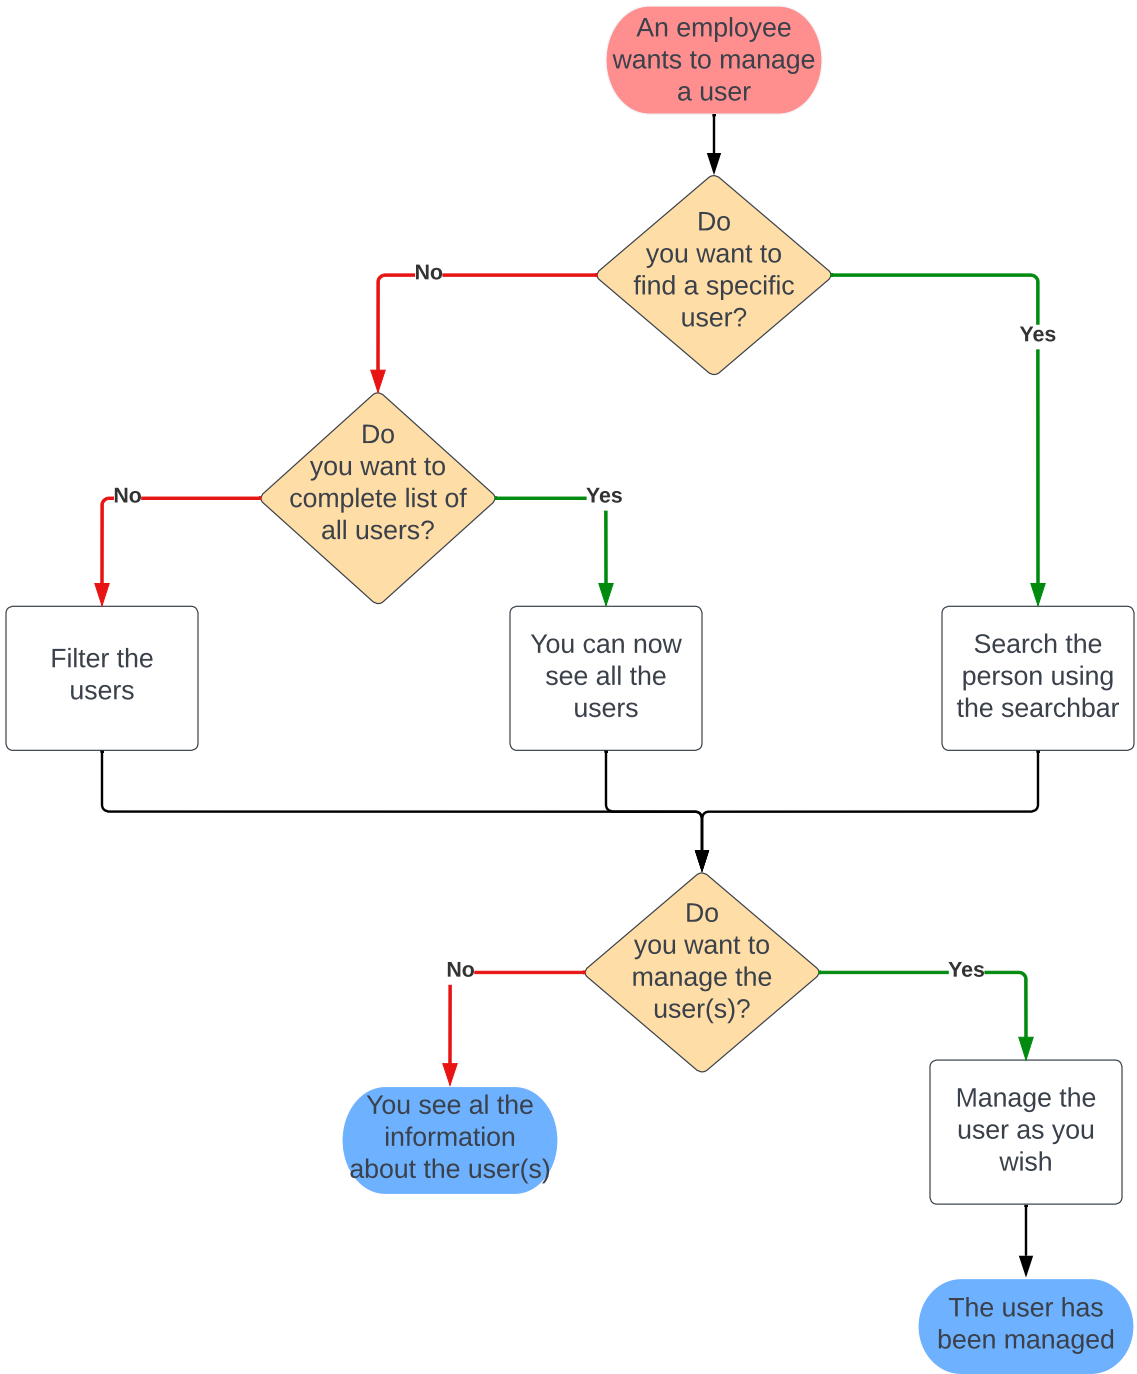 An employee
wants to manage
a user
Do
you want to
find a specific
user?
No
Yes
Do
you want to
complete list of
all users?
No
Yes
Filter the
users
You can now
see all the
users
Search the
person using
the searchbar
Do
you want to
manage the
user(s)?
No
Yes
You see al the
information
about the user(s)
Manage the
user as you
wish
The user has
been managed